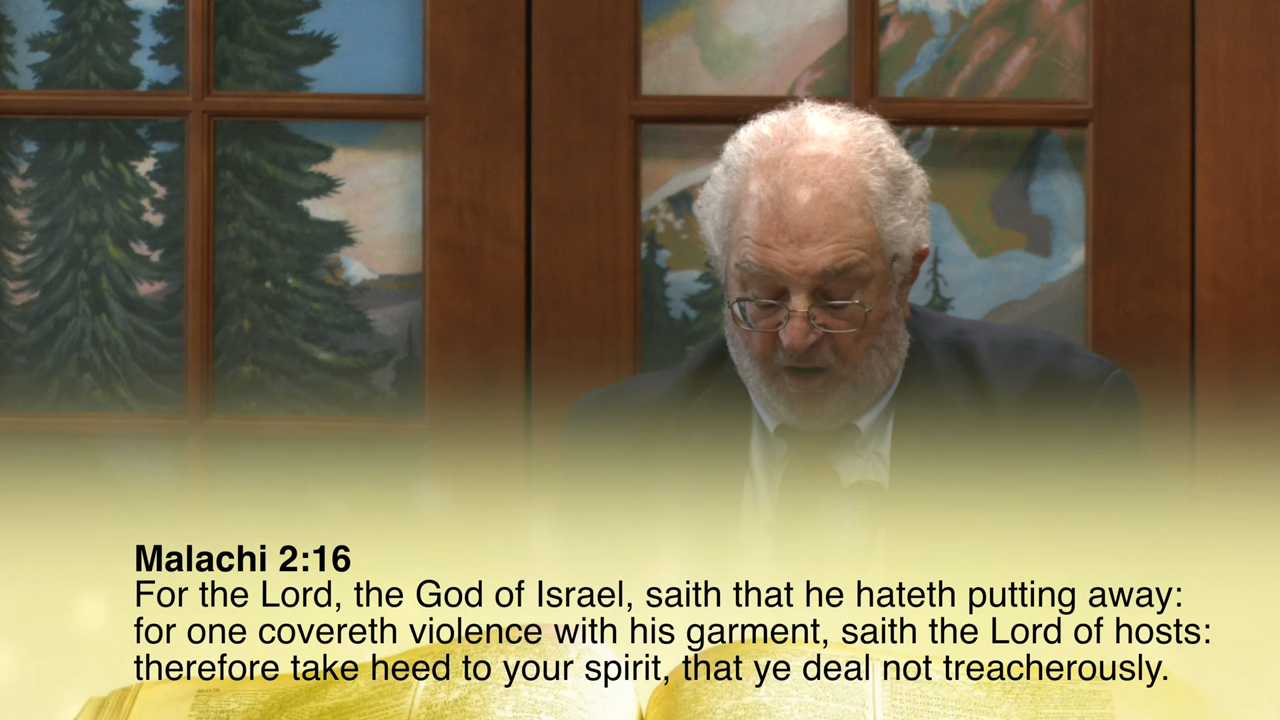 Malachi 2:16
For the Lord, the God of Israel, saith that he hateth putting away:
for one covereth violence with his garment, saith the Lord of hosts:
therefore take heed to your spirit, that ye deal not treacherously.